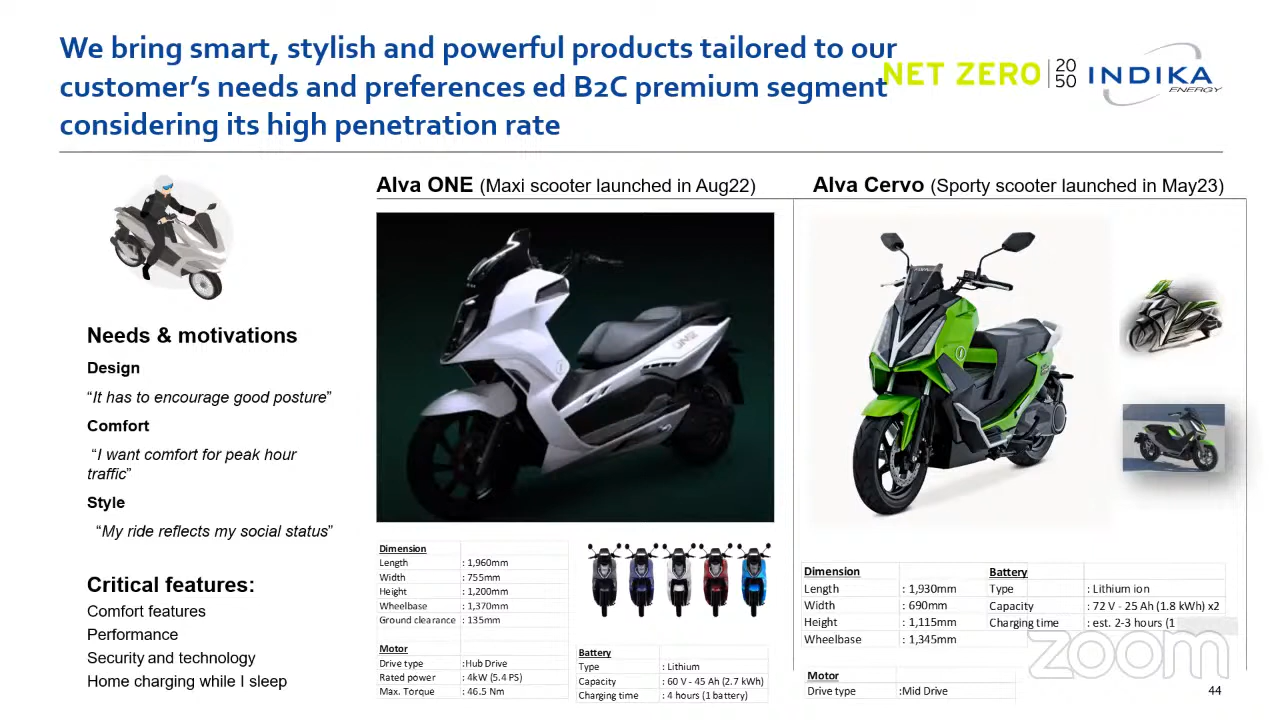 We bring smart, stylish and powerful products tailored to our
customer's needs and preferences ed B2C premium segment
considering its high penetration rate
NET ZERO 20 50
INDIKA
ENERGY
Needs & motivations
Design
“It has to encourage good posture”
Comfort
“I want comfort for peak hour
traffic”
Style
“My ride reflects my social status”
Critical features:
Comfort features
Performance
Security and technology
Home charging while I sleep
Alva ONE (Maxi scooter launched in Aug22)
ONE
Dimension
Length : 1,960mm
Width : 755mm
Height : 1,200mm
Wheelbase : 1,370mm
Ground clearance : 135mm
Motor
Drive type :Hub Drive
Rated power : 4kW (5.4 PS)
Max. Torque : 46.5 Nm
Battery
Type : Lithium
Capacity : 60 V - 45 Ah (2.7 kWh)
Charging time : 4 hours (1 battery)
Alva Cervo (Sporty scooter launched in May23)
Dimension
Length : 1,930mm
Width : 690mm
Height : 1,115mm
Wheelbase : 1,345mm
Battery
Type : Lithium ion
Capacity : 72 V - 25 Ah (1.8 kWh) x2
Charging time : est. 2-3 hours (1
Motor
Drive type :Mid Drive
zoom
44